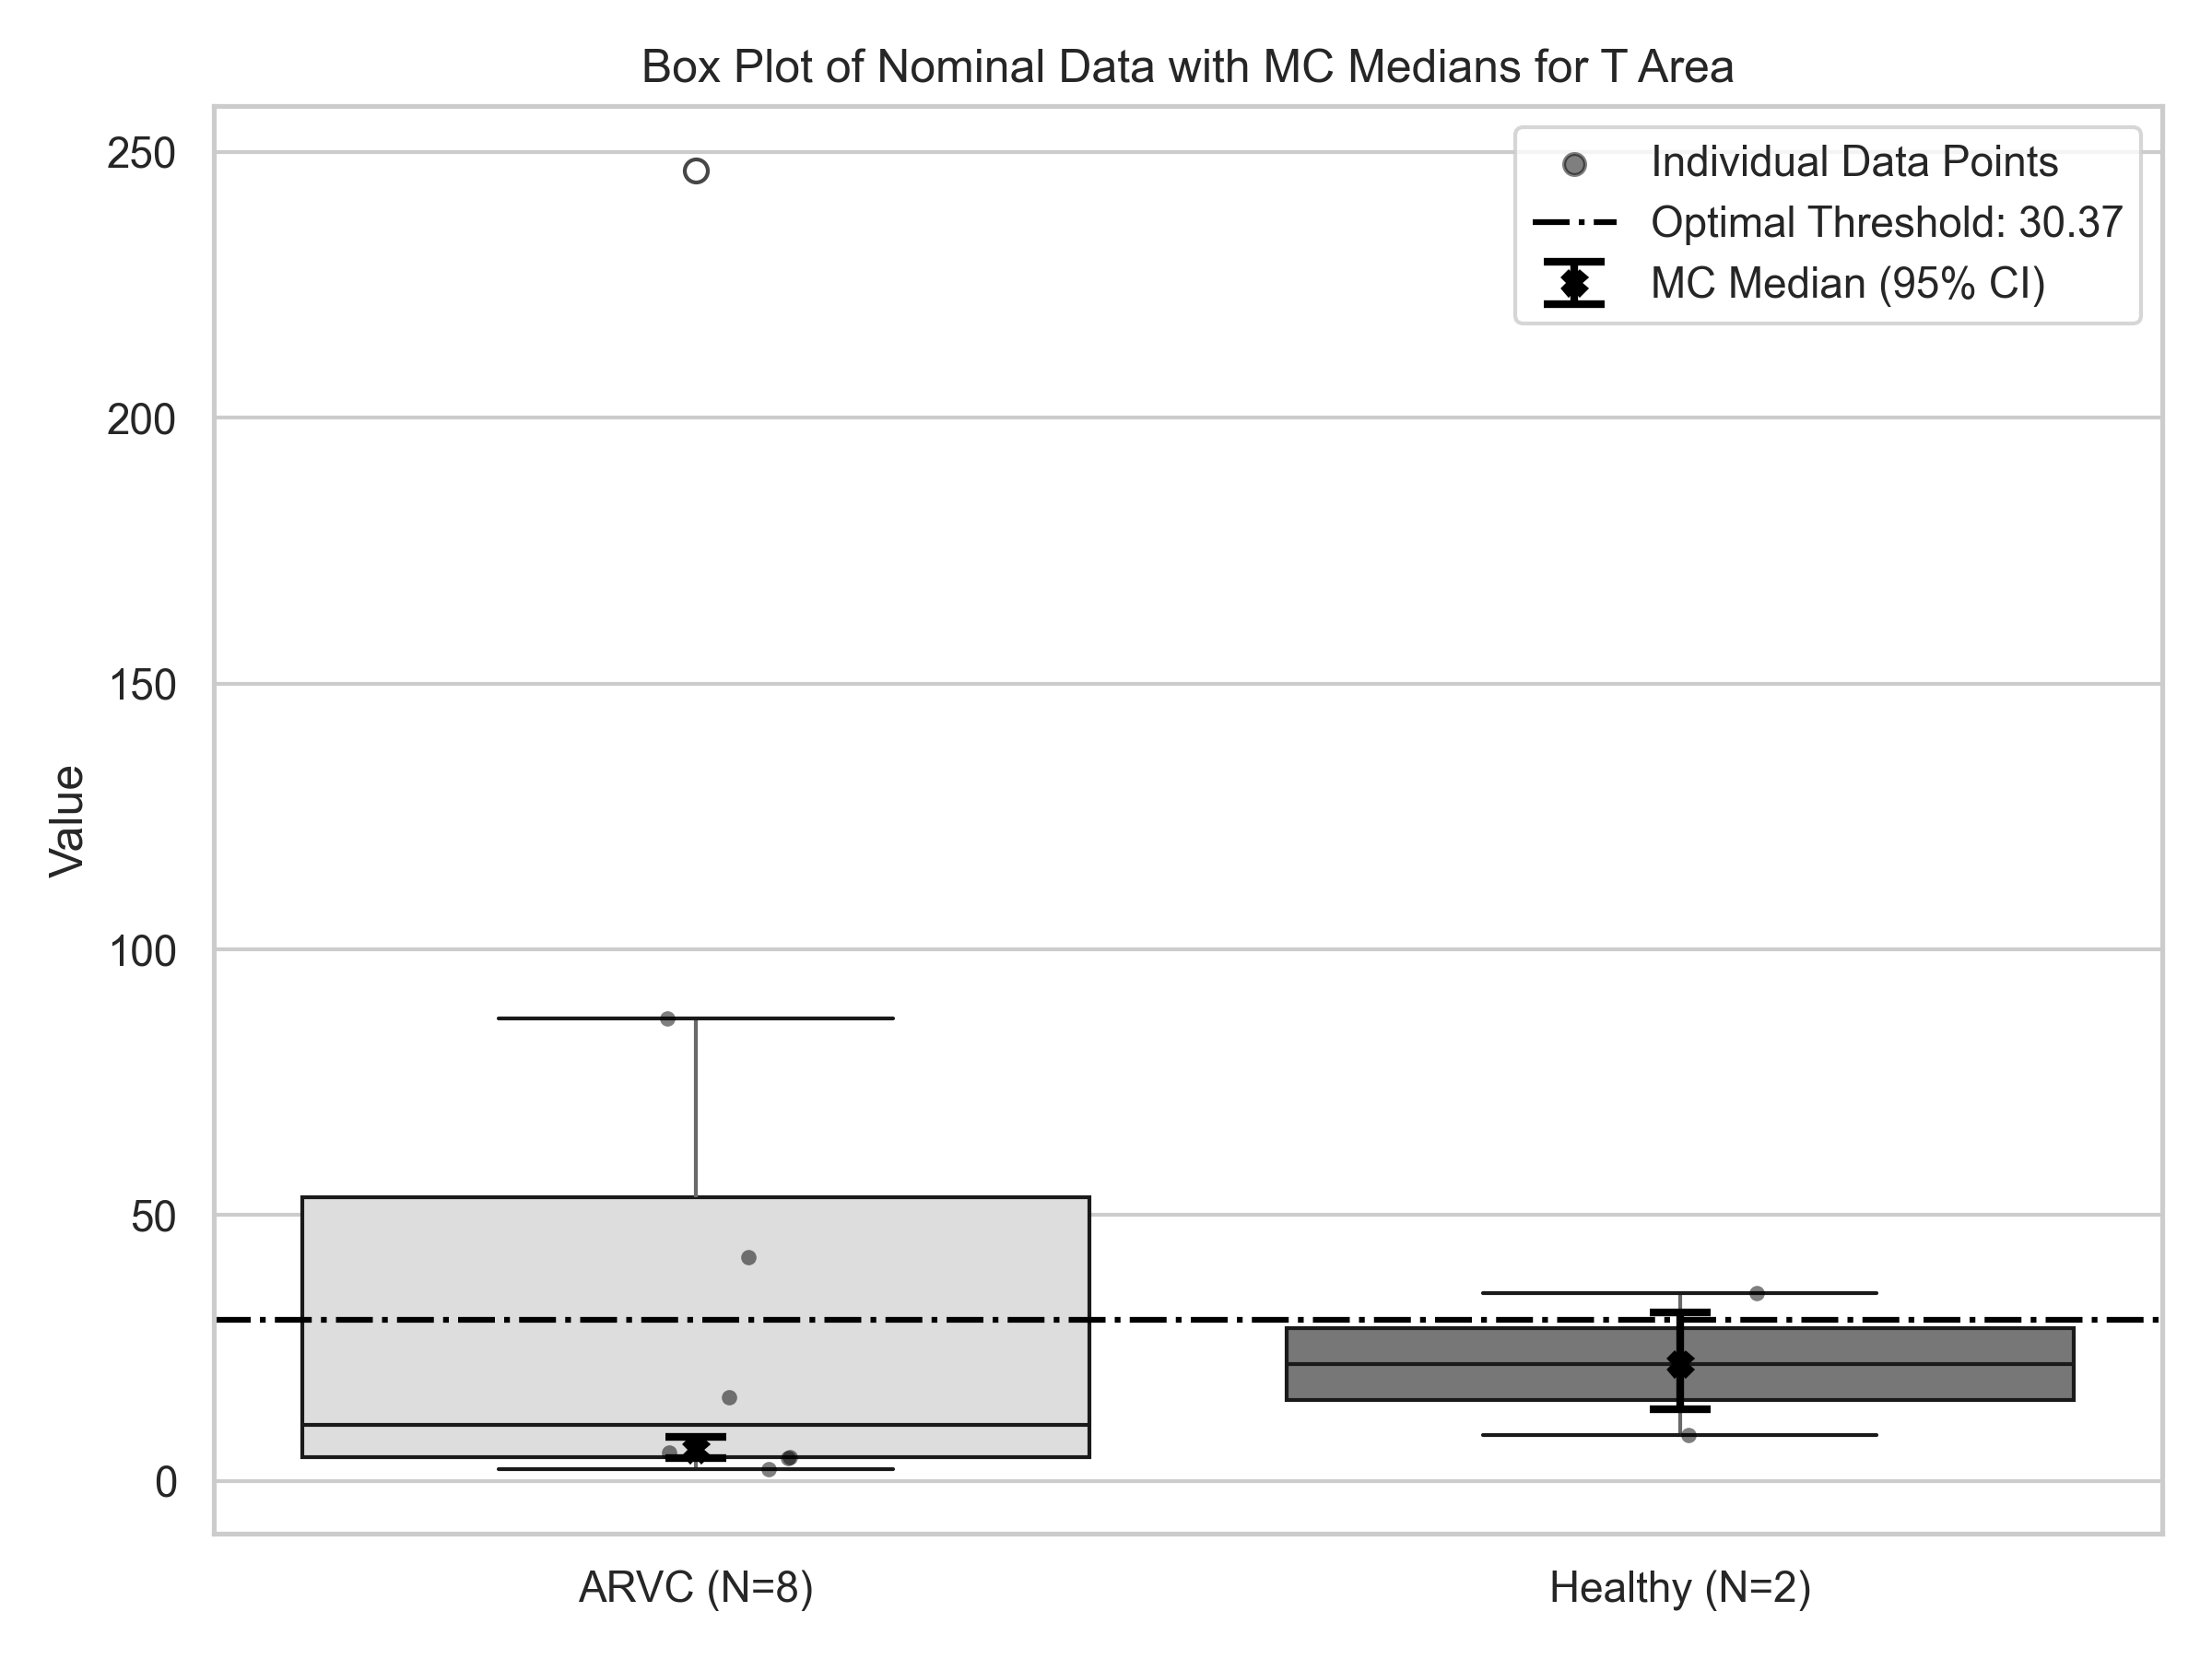 Box Plot of Nominal Data with MC Medians for T Area
Individual Data Points
Optimal Threshold: 30.37
MC Median (95% CI)
250
200
150
100
50
0
Value
ARVC (N=8)
Healthy (N=2)